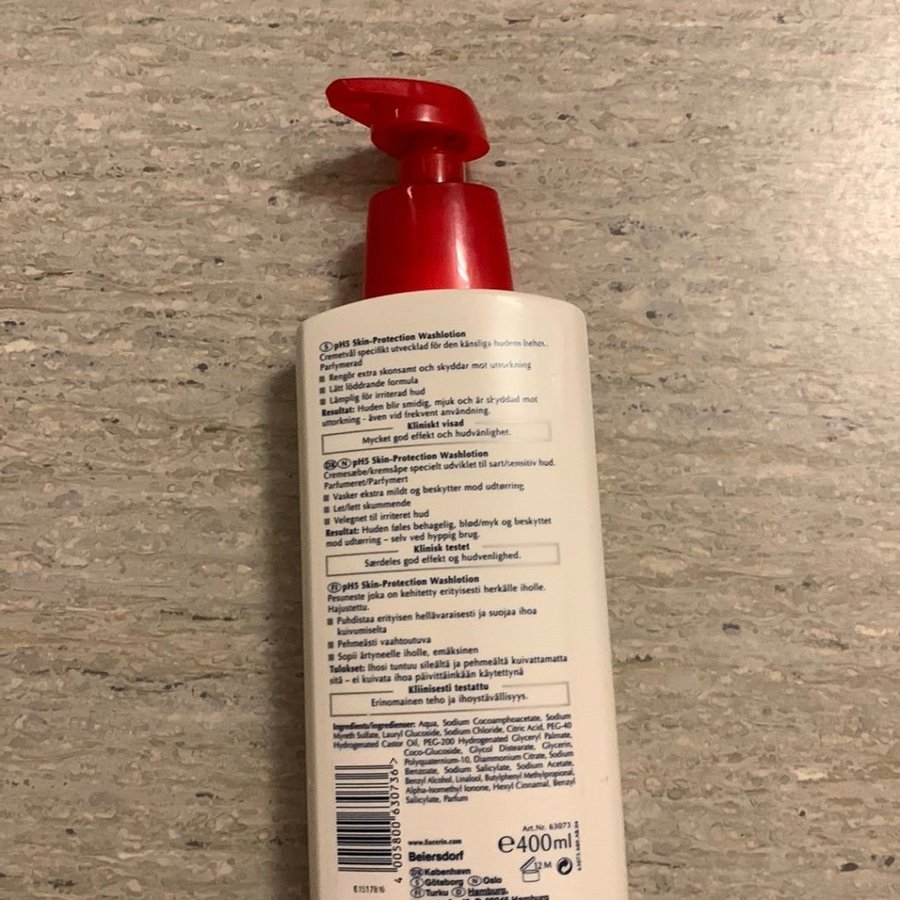 S pH5 Skin-Protection Washlotion
Cremetvål specifikt utvecklad för den känsliga hudens behov.
Parfymerad
Rengör extra skonsamt och skyddar mot uttorkning
Lätt löddrande formula
Lämplig för irriterad hud
Resultat: Huden blir smidig, mjuk och är skyddad mot
uttorkning - även vid frekvent användning.
Kliniskt visad
Mycket god effekt och hudvänlighet.
DK N pH5 Skin-Protection Washlotion
Cremesæbe/kremsåpe specielt udviklet til sart/sensitiv hud.
Parfumeret/Parfymert
Vasker ekstra mildt og beskytter mod udtørring
Let/lett skummende
Velegnet til irriteret hud
Resultat: Huden føles behagelig, blød/myk og beskyttet
mod udtørring – selv ved hyppig brug.
Klinisk testet
Særdeles god effekt og hudvenlighed.
FI pH5 Skin-Protection Washlotion
Pesuneste joka on kehitetty erityisesti herkälle iholle.
Hajustettu.
Puhdistaa erityisen hellävaraisesti ja suojaa ihoa
kuivumiselta
Pehmeästi vaahtoutuva
Sopii ärtyneelle iholle, emäksinen
Tulokset: Ihosi tuntuu sileältä ja pehmeältä kuivattamatta
sitä – ei kuivata ihoa päivittäinkään käytettynä
Kliinisesti testattu
Erinomainen teho ja ihoystävällisyys.
Ingredients/ingredienser: Aqua, Sodium Cocoamphoacetate, Sodium
Myreth Sulfate, Lauryl Glucoside, Sodium Chloride, Citric Acid, PEG-40
Hydrogenated Castor Oil, PEG-200 Hydrogenated Glyceryl Palmate,
Coco-Glucoside, Glycol Distearate, Glycerin,
Polyquaternium-10, Diammonium Citrate, Sodium
Benzoate, Sodium Salicylate, Sodium Acetate,
Benzyl Alcohol, Linalool, Butylphenyl Methylpropional,
Alpha-Isomethyl Ionone, Hexyl Cinnamal, Benzyl
Salicylate, Parfum
4 005800 630736 >
Art.Nr. 63073
www.Eucerin.com
e 400ml
Beiersdorf
12 M
DK København
S Göteborg N Oslo
FI Turku D Hamburg,
Hamburg